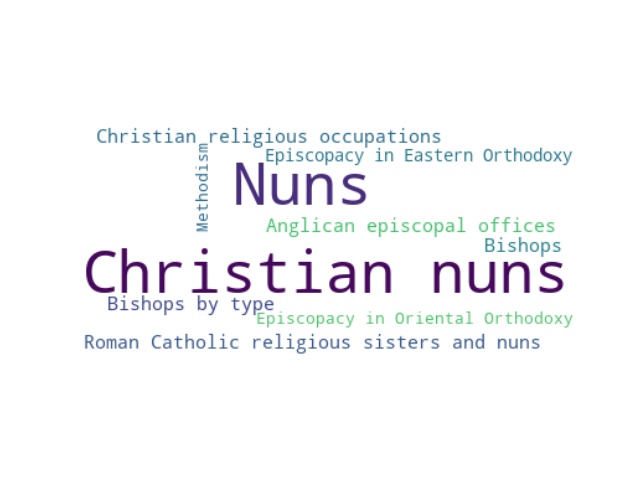 Christian religious occupations
Methodism
Episcopacy in Eastern Orthodoxy
Nuns
Anglican episcopal offices
Bishops
Christian nuns
Bishops by type
Episcopacy in Oriental Orthodoxy
Roman Catholic religious sisters and nuns